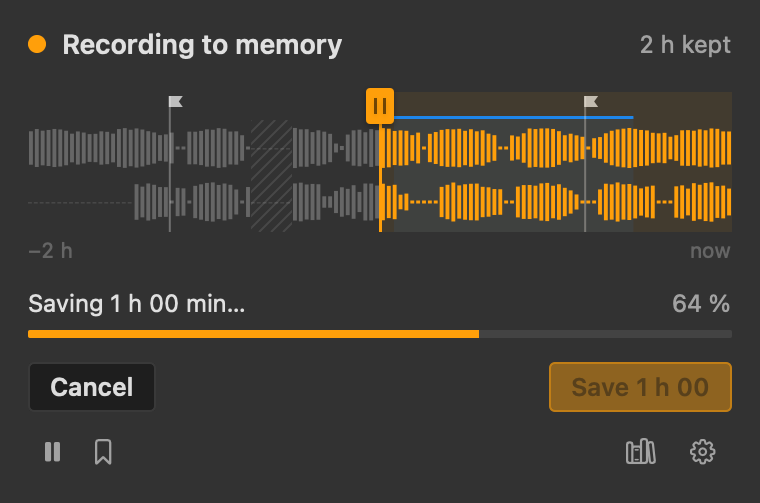 Recording to memory
2 h kept
–2 h
now
Saving 1 h 00 min...
64 %
Cancel
Save 1 h 00